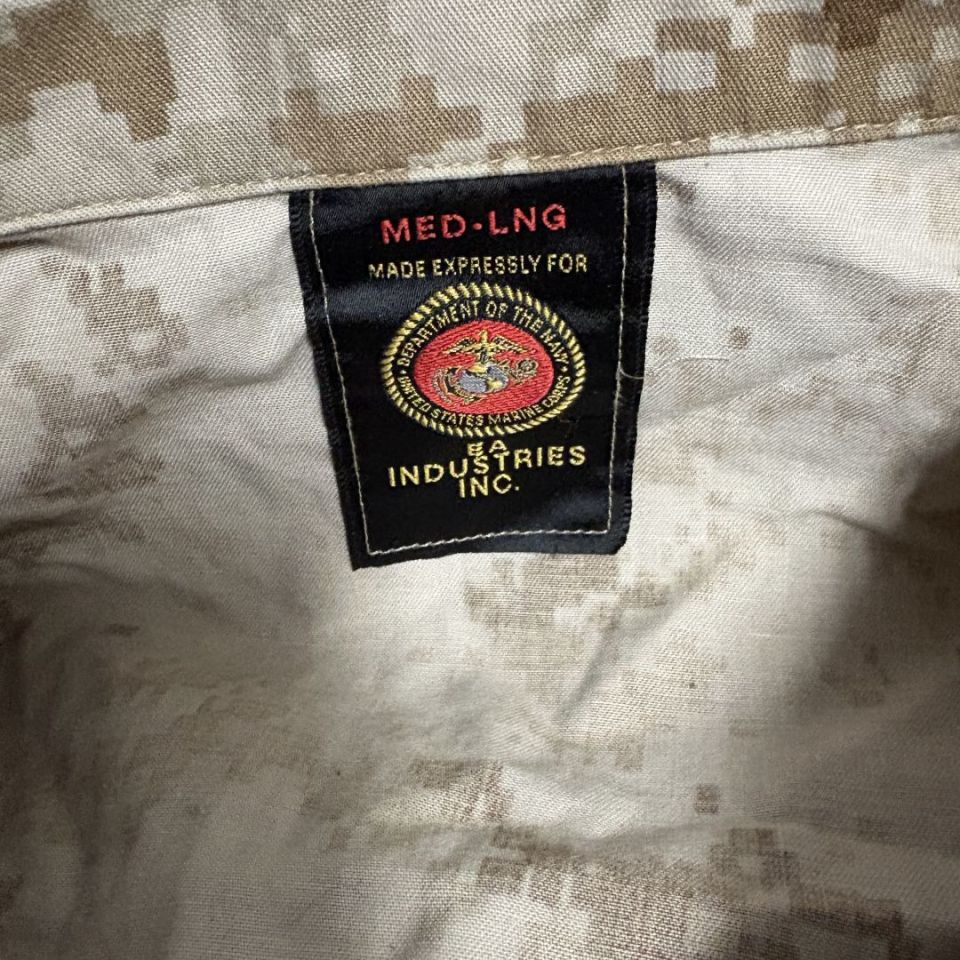 MED·LNG
MADE EXPRESSLY FOR
DEPARTMENT OF THE NAVY
UNITED STATES MARINE CORPS
EA
INDUSTRIES
INC.